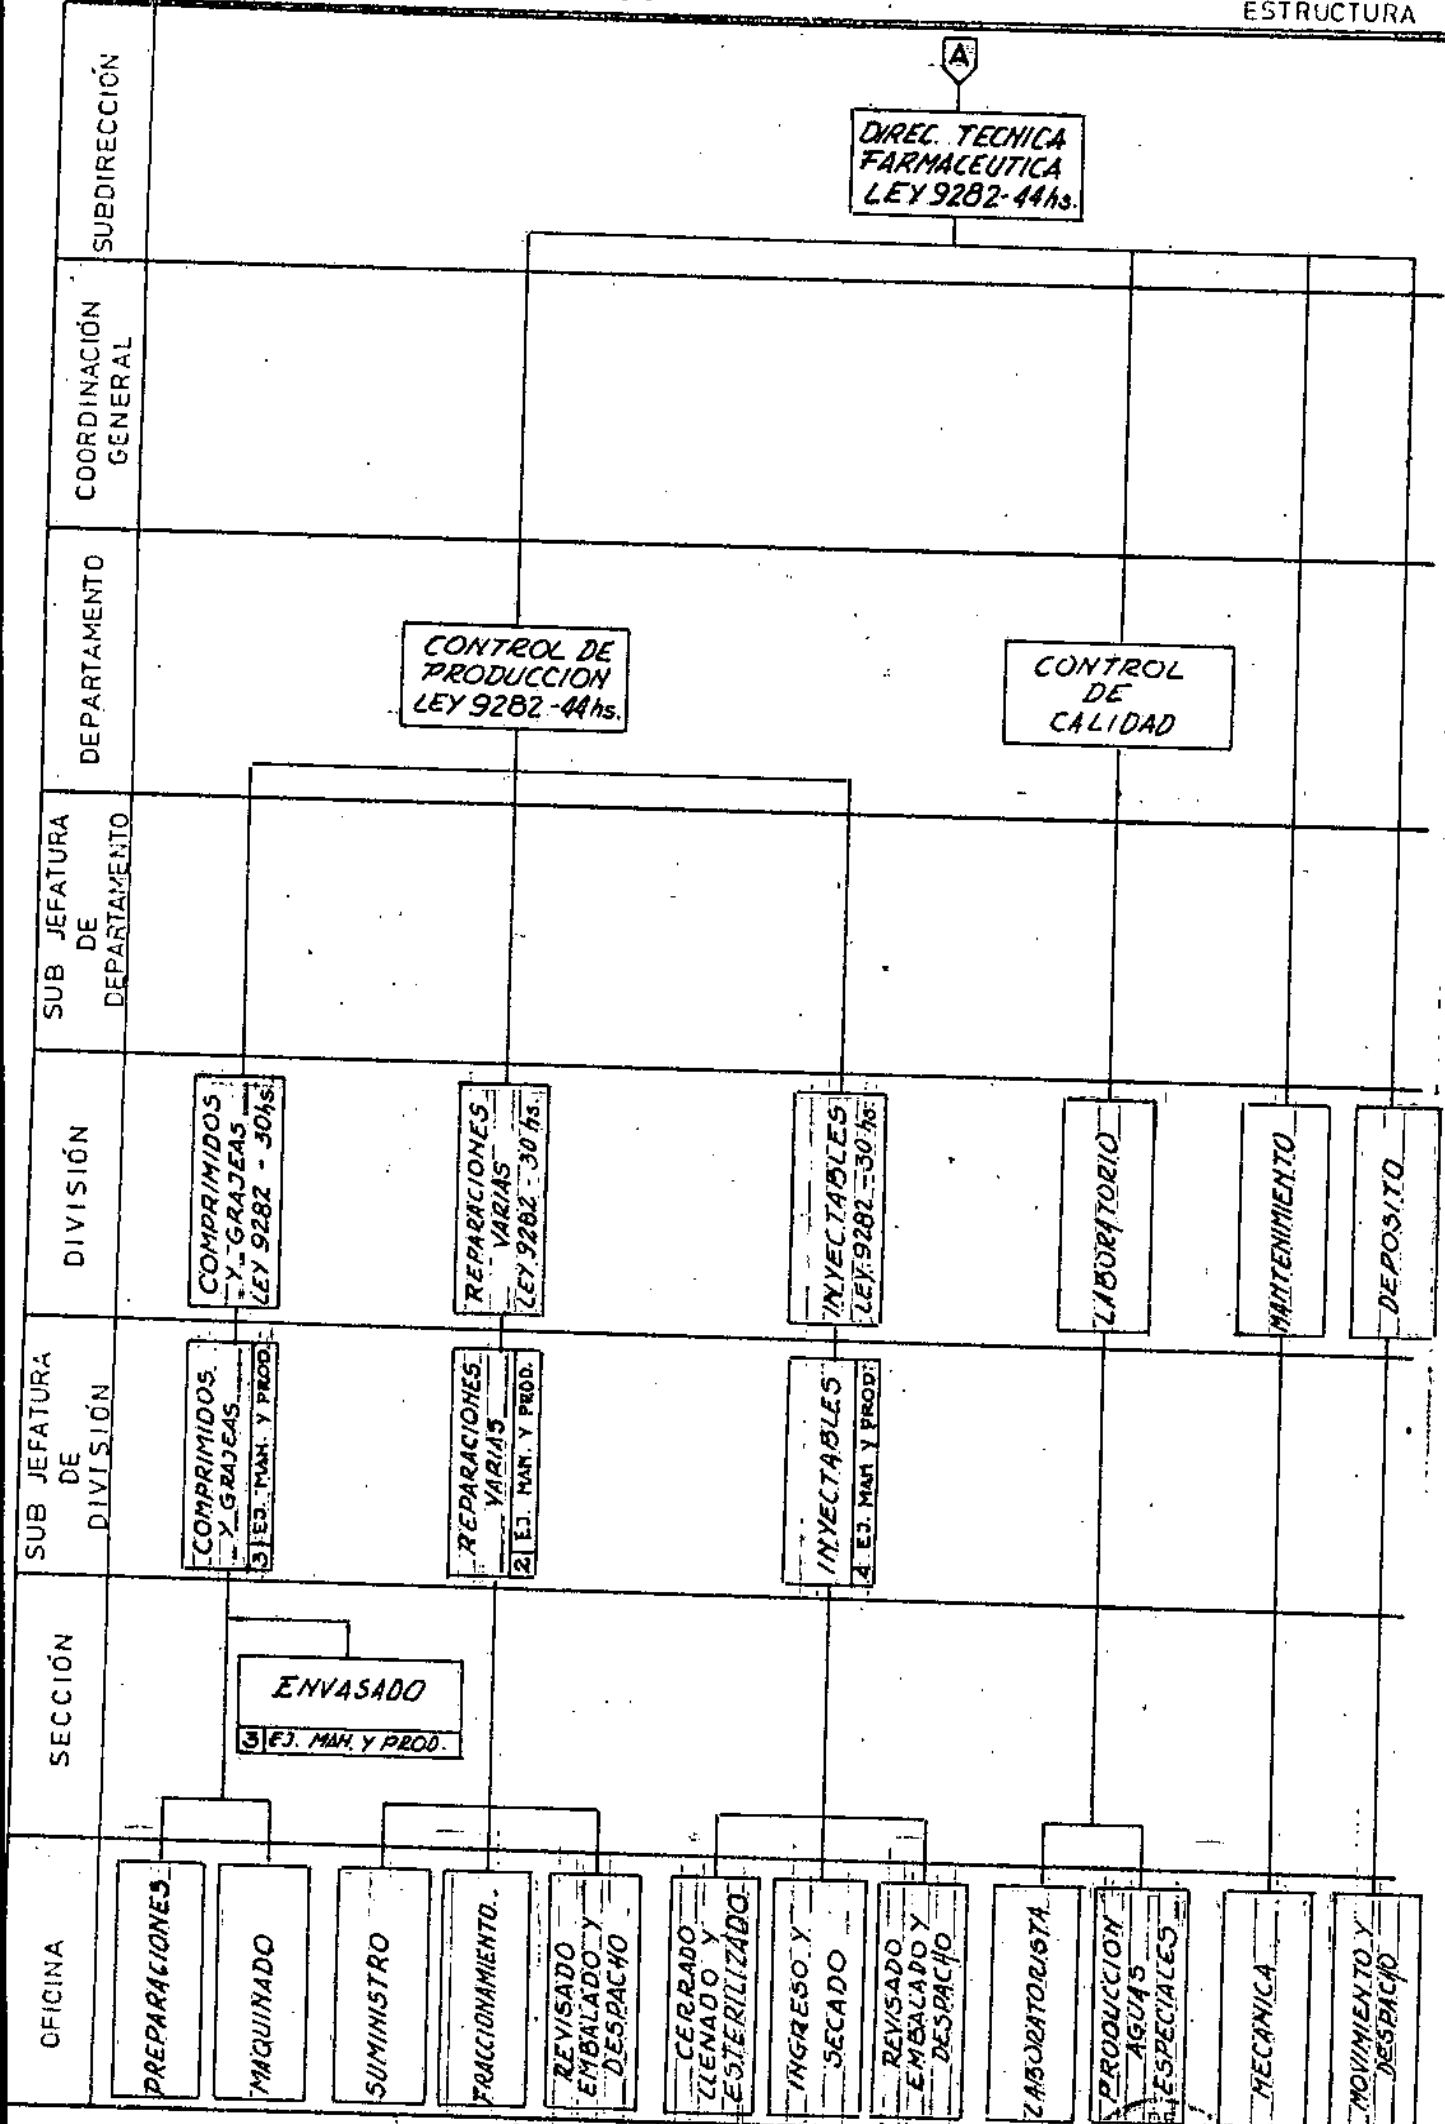 ESTRUCTURA
SUBDIRECCIÓN
A
DIREC. TECNICA
FARMACEUTICA
LEY 9282-44hs.
COORDINACIÓN
GENERAL
DEPARTAMENTO
CONTROL DE
PRODUCCION
LEY 9282-44hs.
CONTROL
DE
CALIDAD
SUB JEFATURA
DE
DEPARTAMENTO
DIVISIÓN
COMPRIMIDOS
Y GRAJEAS
LEY 9282 - 30hs.
REPARACIONES
VARIAS
LEY 9282 - 30 hs.
INYECTABLES
LEY 9282 - 30 hs.
LABORATORIO
MANTENIMIENTO
DEPOSITO
SUB JEFATURA
DE
DIVISIÓN
COMPRIMIDOS
Y GRAJEAS
3 EJ. MAN. Y PROD.
REPARACIONES
VARIAS
2 EJ. MAN. Y PROD.
INYECTABLES
4 EJ. MAN Y PROD.
SECCIÓN
ENVASADO
3 EJ. MAN. Y PROD.
OFICINA
PREPARACIONES
MAQUINADO
SUMINISTRO
FRACCIONAMIENTO.
REVISADO
EMBALADO Y
DESPACHO
CERRADO
LLENADO Y
ESTERILIZADO
INGRESO Y
SECADO
REVISADO
EMBALADO Y
DESPACHO
LABORATORISTA
PRODUCCION
AGUAS
ESPECIALES
MECANICA
MOVIMIENTO Y
DESPACHO